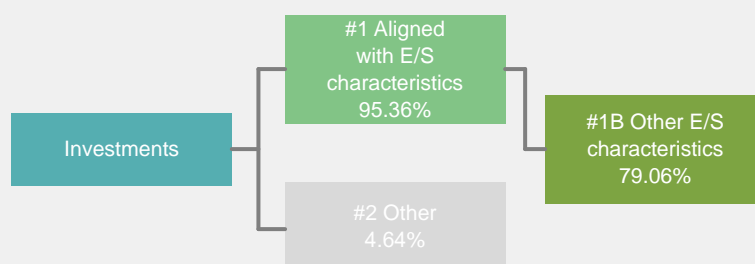 #1 Aligned
with E/S
characteristics
95.36%
Investments
#1B Other E/S
characteristics
79.06%
#2 Other
4.64%